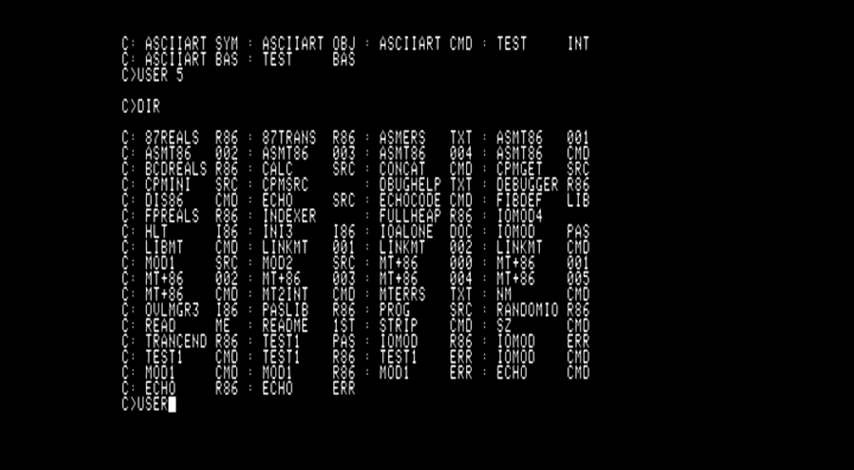 C: ASCIIART SYM : ASCIIART OBJ : ASCIIART CMD : TEST     INT
C: ASCIIART BAS : TEST     BAS
C>USER 5
C>DIR
C: 87REALS  R86 : 87TRANS  R86 : ASMERS   TXT : ASMT86   001
C: ASMT86   002 : ASMT86   003 : ASMT86   004 : ASMT86   CMD
C: BCDREALS R86 : CALC     SRC : CONCAT   CMD : CPMGET   SRC
C: CPMINI   SRC : CPMSRC       : DBUGHELP TXT : DEBUGGER R86
C: DIS86    CMD : ECHO     SRC : ECHOCODE CMD : FIBDEF   LIB
C: FPREALS  R86 : INDEXER      : FULLHEAP R86 : IOMOD4
C: HLT      I86 : INI3     I86 : IOALONE  DOC : IOMOD    PAS
C: LIBMT    CMD : LINKMT   001 : LINKMT   002 : LINKMT   CMD
C: MOD1     SRC : MOD2     SRC : MT+86    000 : MT+86    001
C: MT+86    002 : MT+86    003 : MT+86    004 : MT+86    005
C: MT+86    CMD : MT2INT   CMD : MTERRS   TXT : NM       CMD
C: OVLMGR3  I86 : PASLIB   R86 : PROG     SRC : RANDOMIO R86
C: READ     ME  : README   1ST : STRIP    CMD : SZ       CMD
C: TRANCEND R86 : TEST1    PAS : IOMOD    R86 : IOMOD    ERR
C: TEST1    CMD : TEST1    R86 : TEST1    ERR : IOMOD    CMD
C: MOD1     CMD : MOD1     R86 : MOD1     ERR : ECHO     CMD
C: ECHO     R86 : ECHO     ERR
C>USER